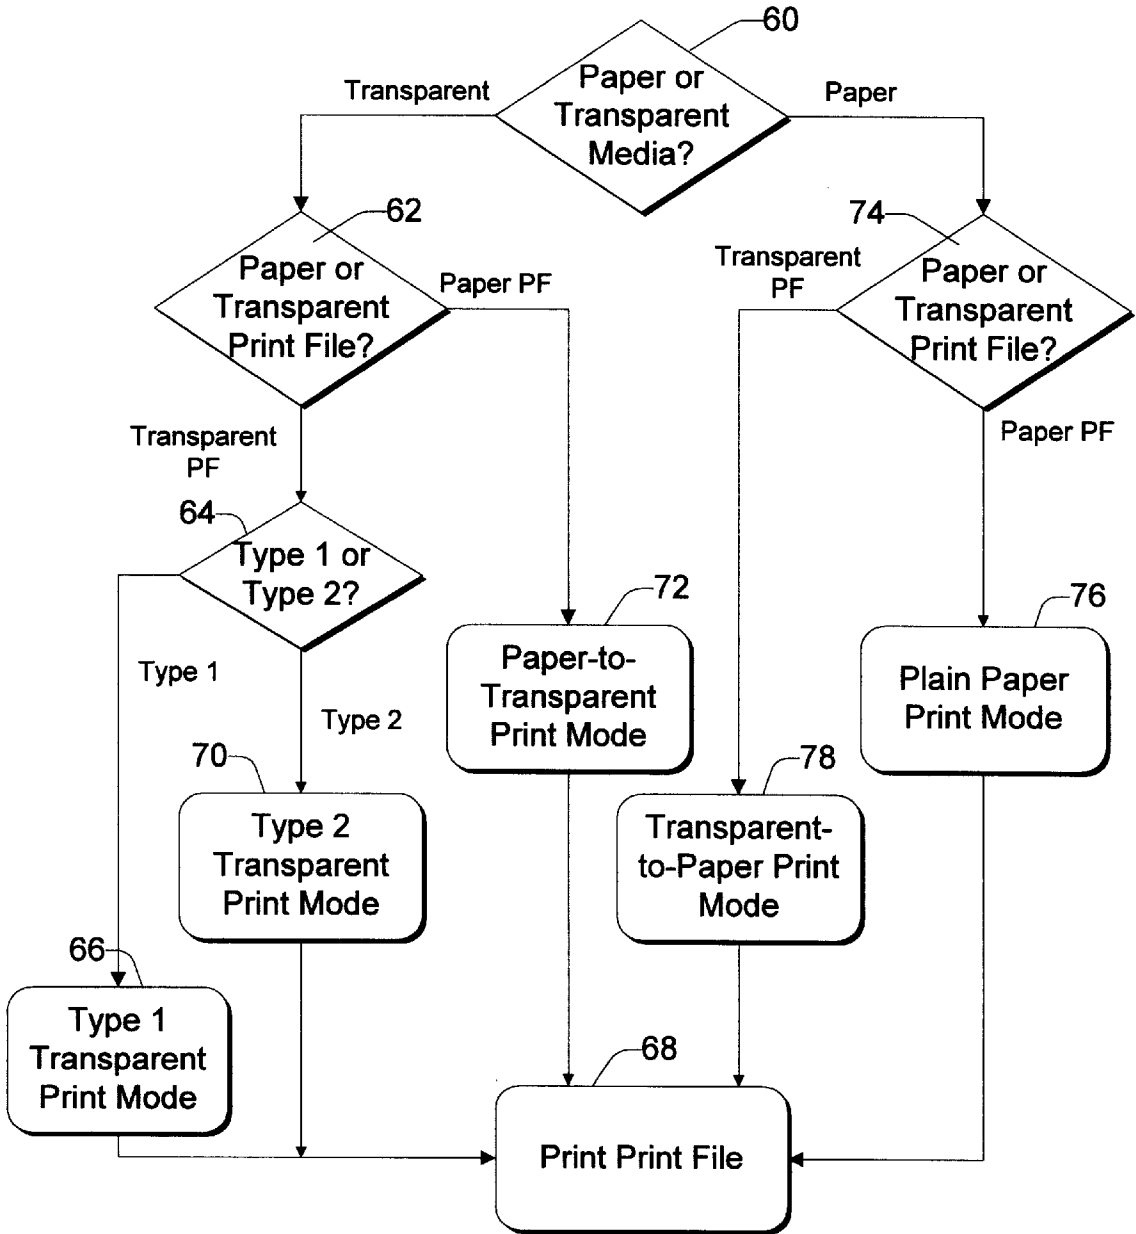 60
Paper or
Transparent
Media?
Transparent
Paper
62
Paper or
Transparent
Print File?
Paper PF
Transparent
PF
74
Paper or
Transparent
Print File?
Transparent
PF
Paper PF
64
Type 1 or
Type 2?
Type 1
Type 2
72
Paper-to-
Transparent
Print Mode
76
Plain Paper
Print Mode
70
Type 2
Transparent
Print Mode
78
Transparent-
to-Paper Print
Mode
66
Type 1
Transparent
Print Mode
68
Print Print File